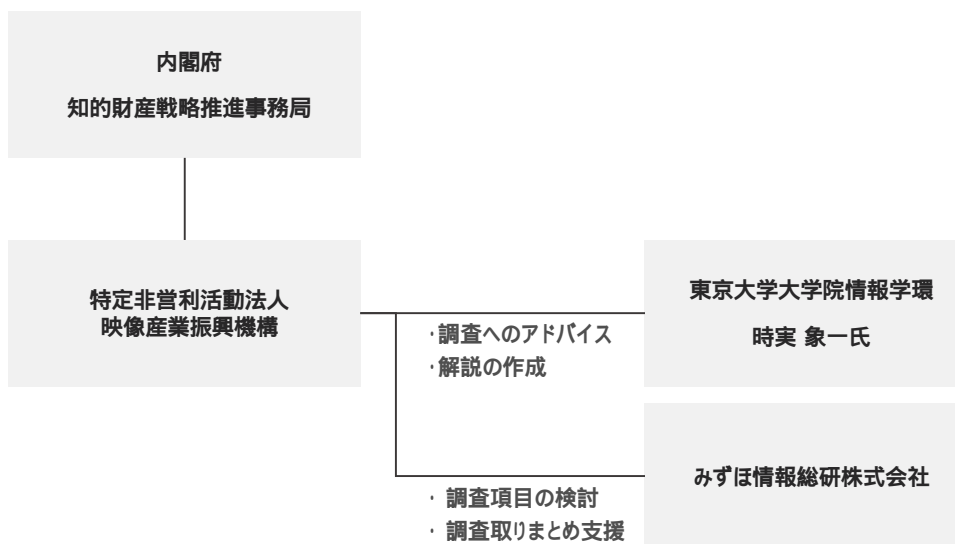 内閣府
知的財産戦略推進事務局
特定非営利活動法人
映像産業振興機構
・調査へのアドバイス
・解説の作成
東京大学大学院情報学環
時実 象一氏
みずほ情報総研株式会社
・ 調査項目の検討
・ 調査取りまとめ支援